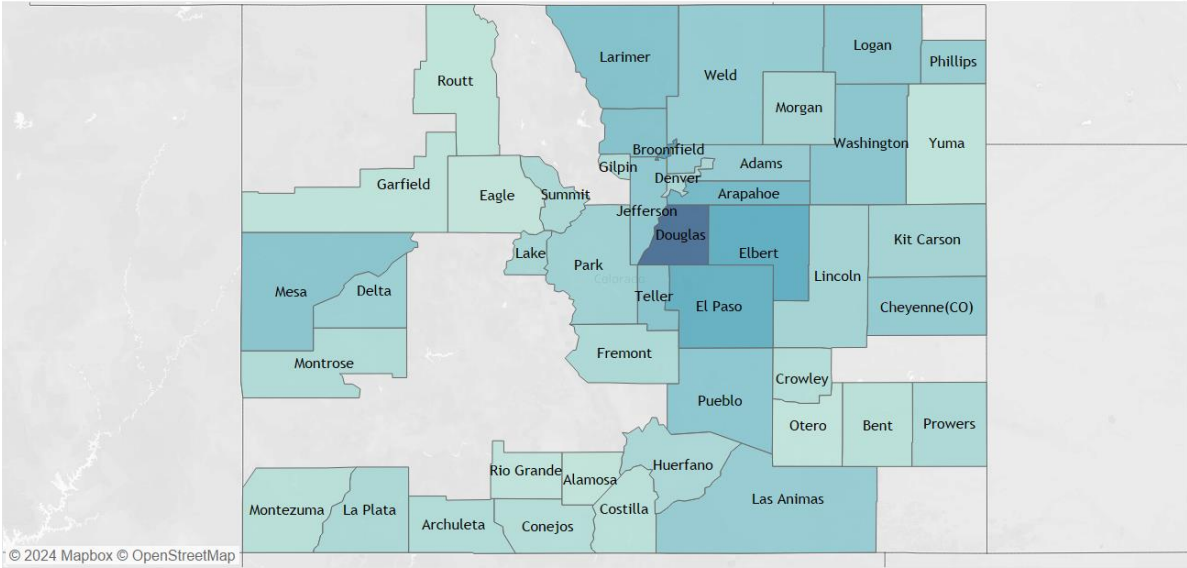 Larimer
Weld
Logan
Phillips
Routt
Morgan
Washington
Yuma
Broomfield
Gilpin
Adams
Garfield
Eagle
Summit
Denver
Arapahoe
Jefferson
Douglas
Elbert
Kit Carson
Lake
Park
Lincoln
Mesa
Delta
Colorado
Teller
El Paso
Cheyenne(CO)
Montrose
Fremont
Crowley
Pueblo
Otero
Bent
Prowers
Rio Grande
Alamosa
Huerfano
Montezuma
La Plata
Costilla
Las Animas
Archuleta
Conejos
© 2024 Mapbox © OpenStreetMap